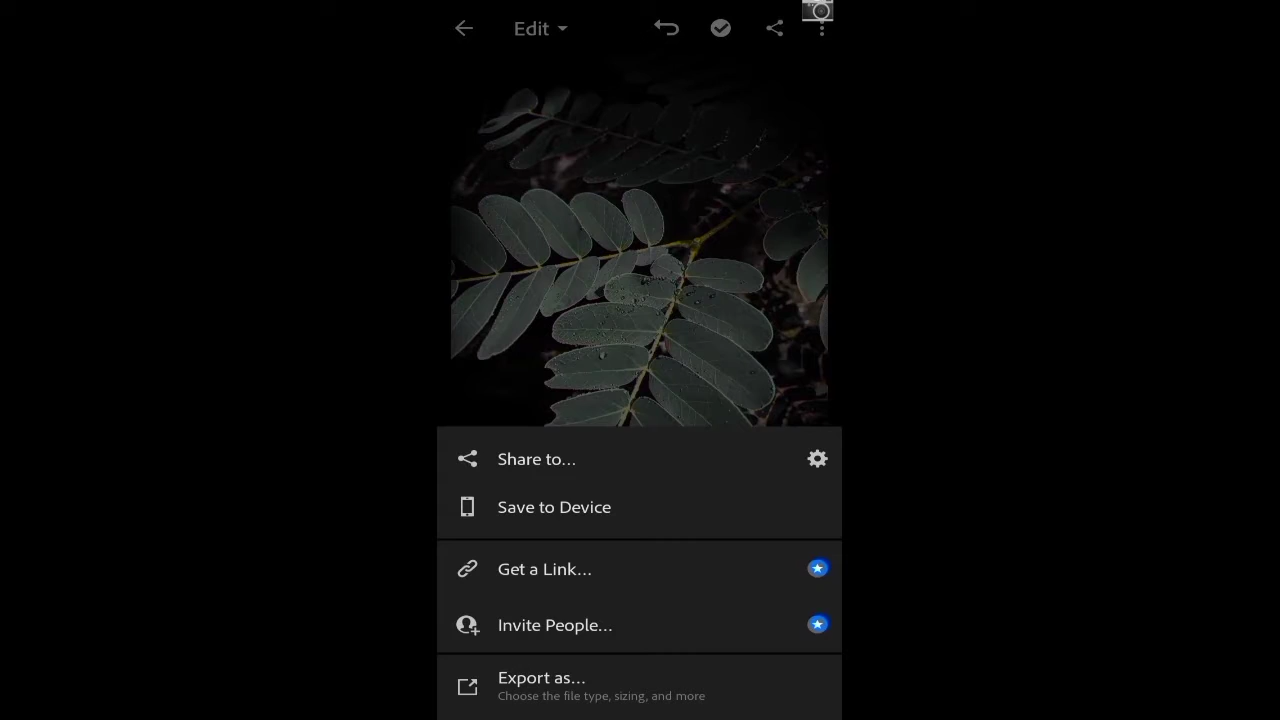 Edit
Share to...
Save to Device
Get a Link...
Invite People...
Export as...
Choose the file type, sizing, and more